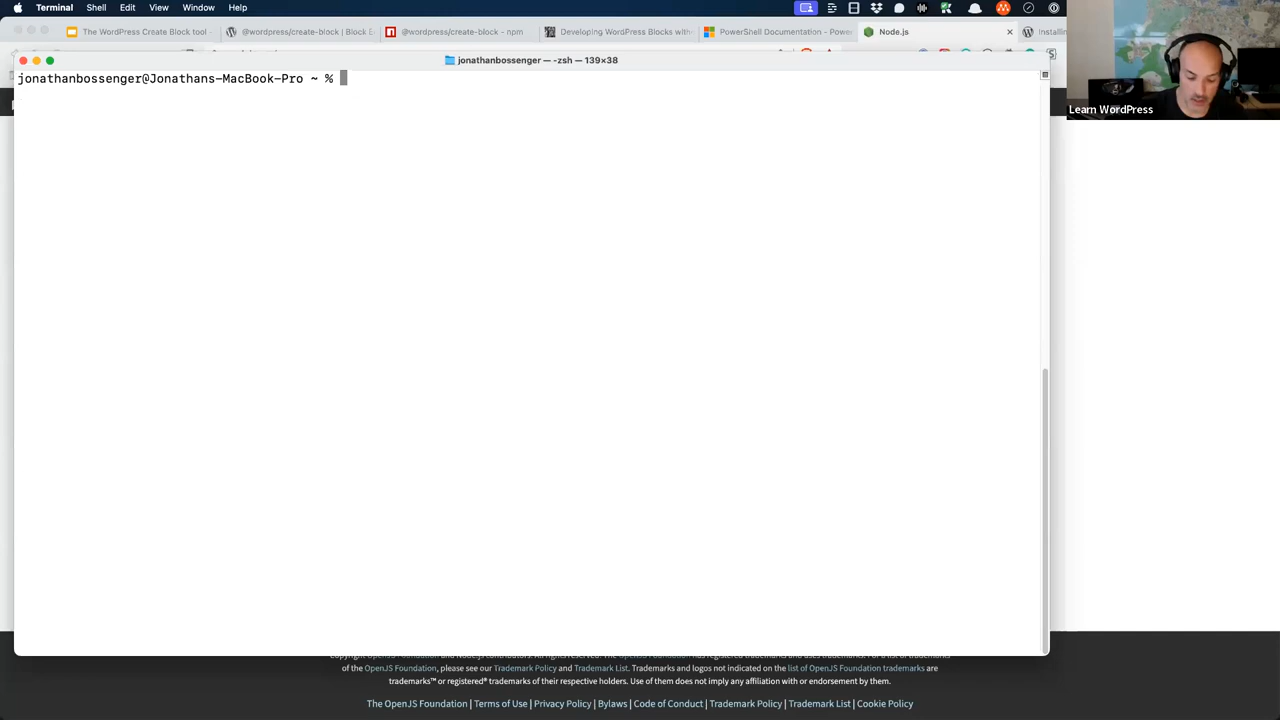 Terminal Shell Edit View Window Help
The WordPress Create Block tool - @wordpress/create-block | Block E @wordpress/create-block - npm Developing WordPress Blocks with PowerShell Documentation - Power Node.js Installin
jonathanbossenger — -zsh — 139×38
jonathanbossenger@Jonathans-MacBook-Pro ~ %
Learn WordPress
of the OpenJS Foundation, please see our Trademark Policy and Trademark List. Trademarks and logos not indicated on the list of OpenJS Foundation trademarks are
trademarks™ or registered® trademarks of their respective holders. Use of them does not imply any affiliation with or endorsement by them.
The OpenJS Foundation | Terms of Use | Privacy Policy | Bylaws | Code of Conduct | Trademark Policy | Trademark List | Cookie Policy